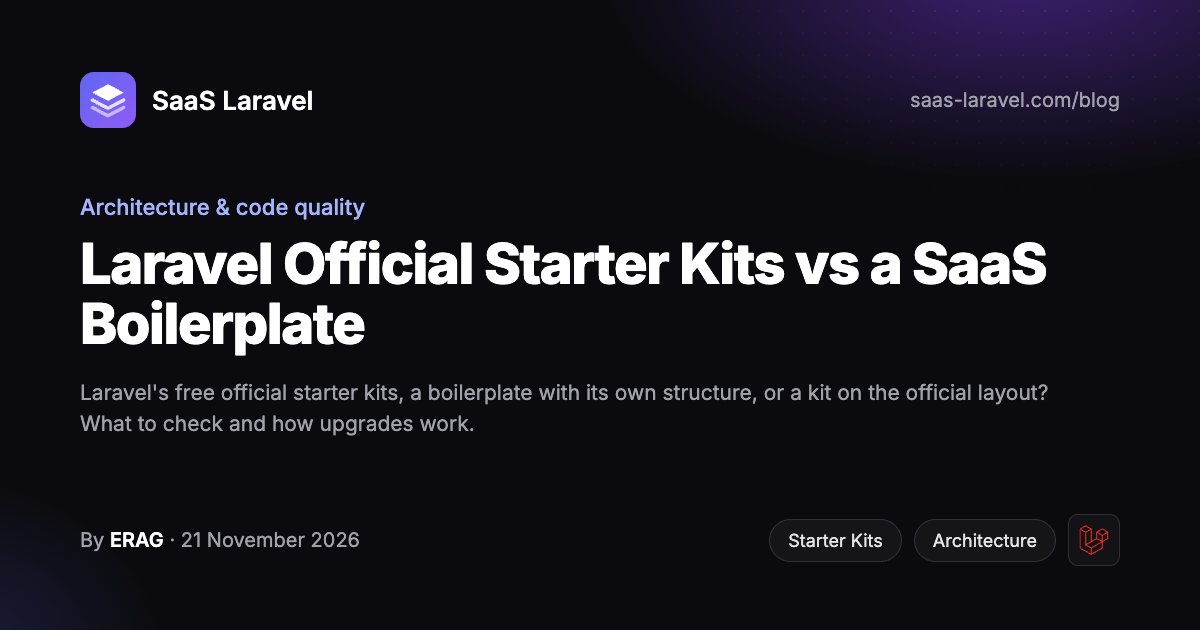 SaaS Laravel
saas-laravel.com/blog
Architecture & code quality
Laravel Official Starter Kits vs a SaaS
Boilerplate
Laravel's free official starter kits, a boilerplate with its own structure, or a kit on the official layout?
What to check and how upgrades work.
By ERAG · 21 November 2026
Starter Kits
Architecture